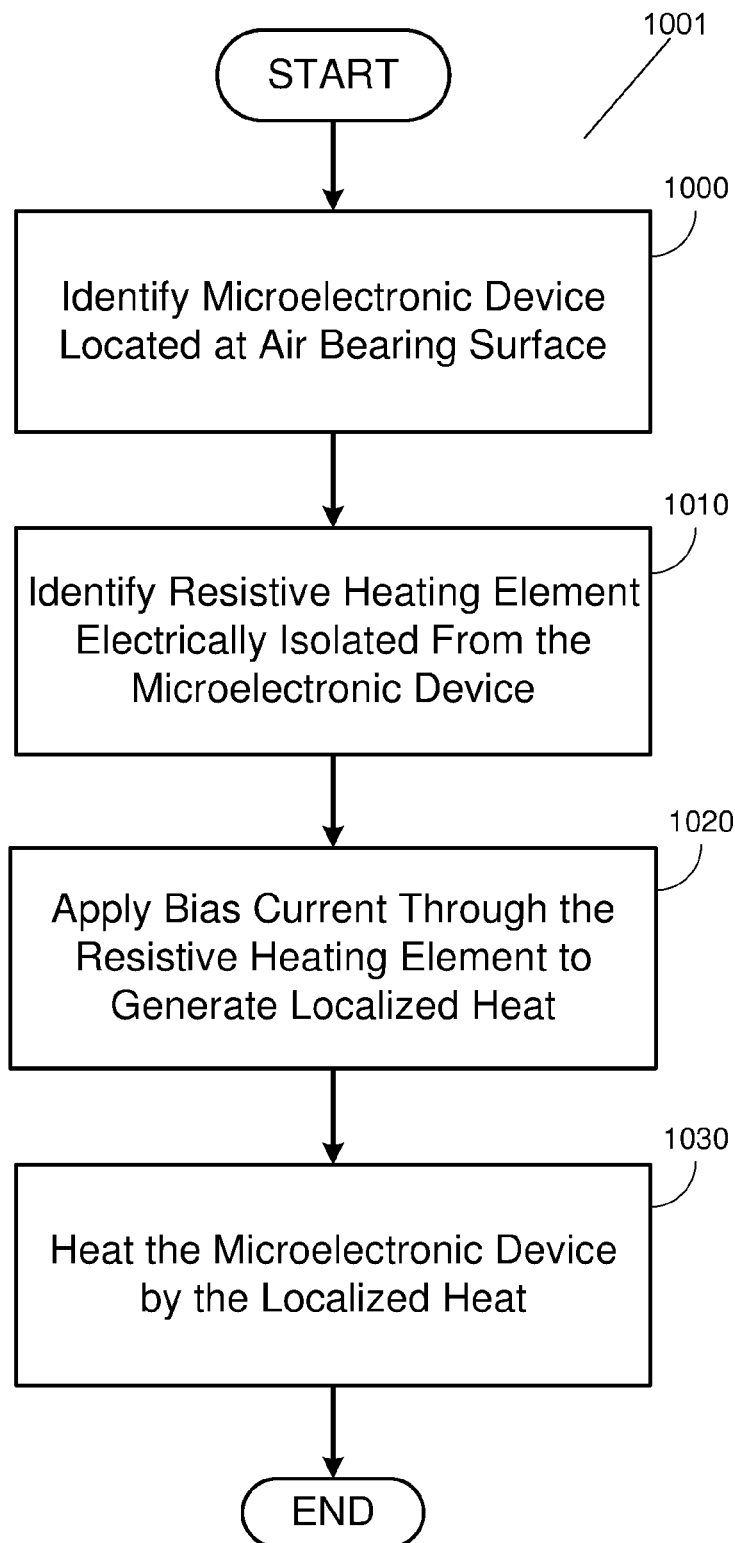 1001
START
1000
Identify Microelectronic Device
Located at Air Bearing Surface
1010
Identify Resistive Heating Element
Electrically Isolated From the
Microelectronic Device
1020
Apply Bias Current Through the
Resistive Heating Element to
Generate Localized Heat
1030
Heat the Microelectronic Device
by the Localized Heat
END